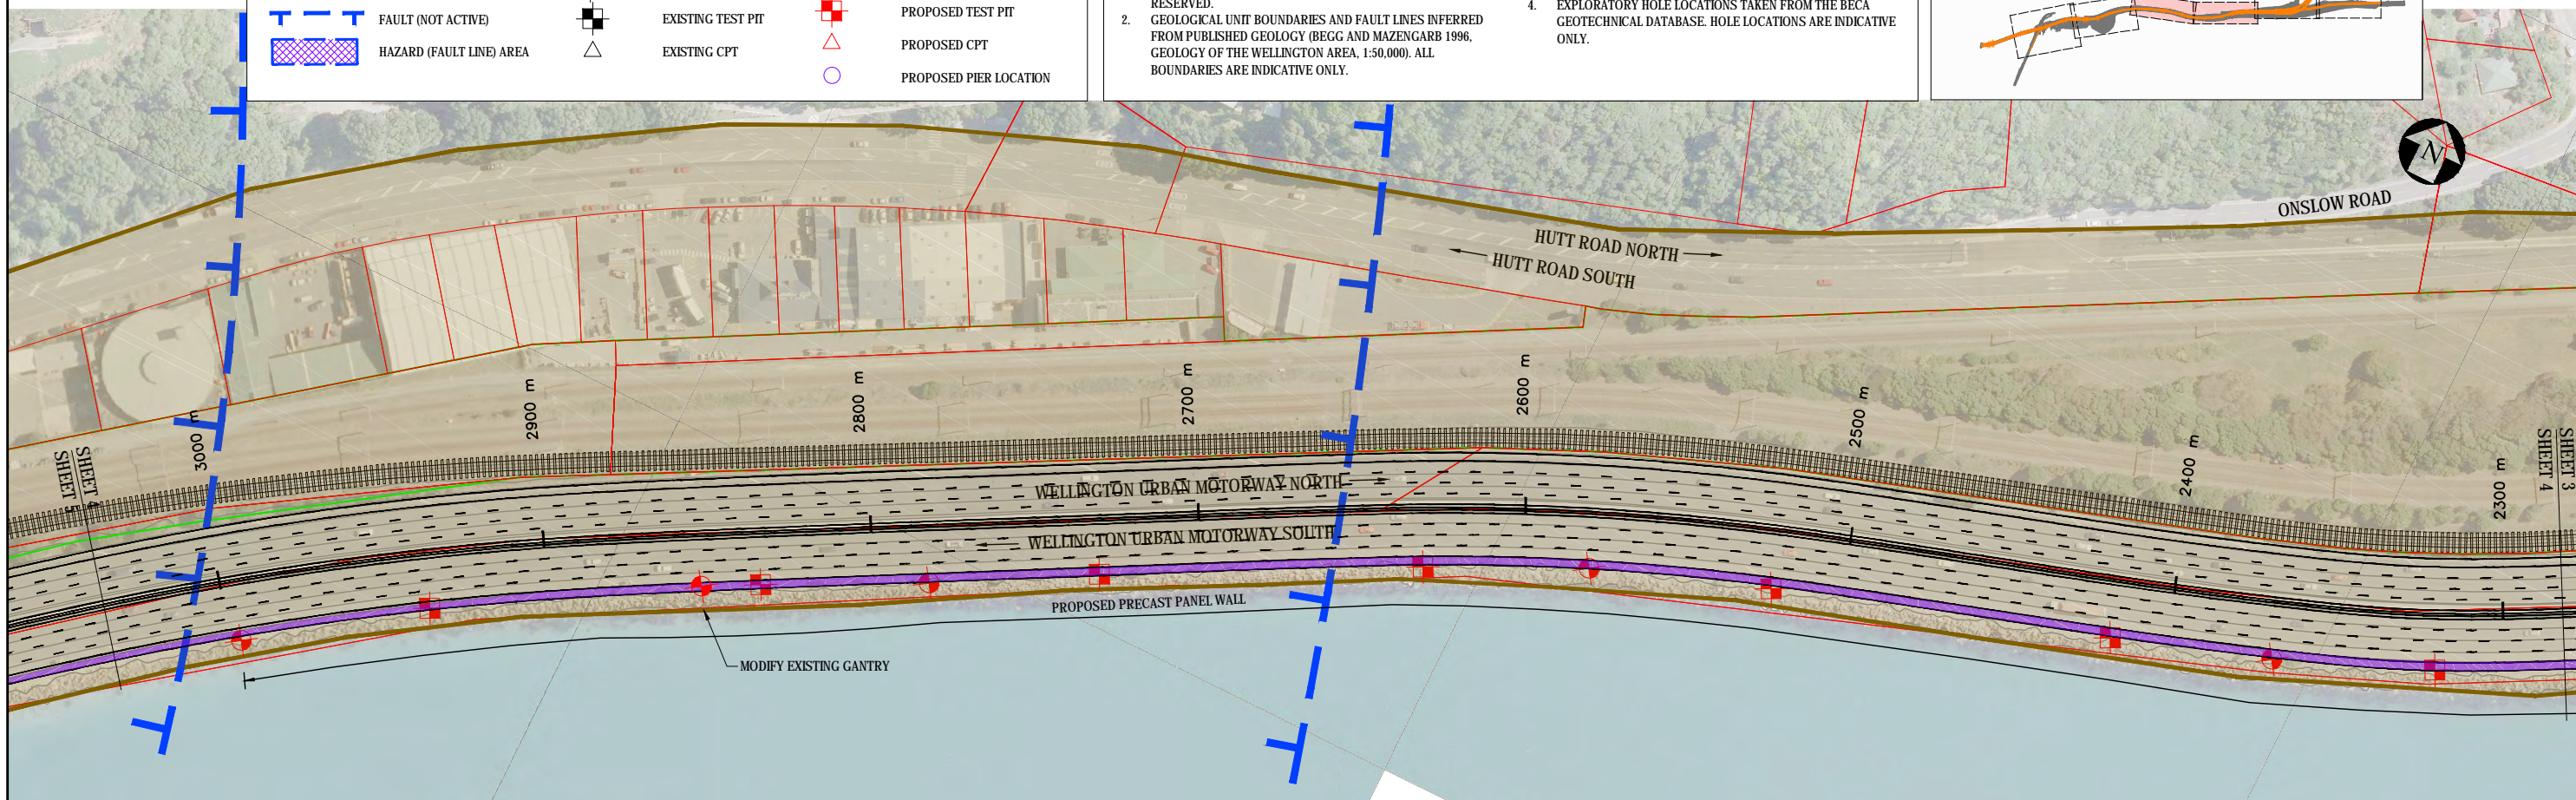 FAULT (NOT ACTIVE)
HAZARD (FAULT LINE) AREA
EXISTING TEST PIT
EXISTING CPT
PROPOSED TEST PIT
PROPOSED CPT
PROPOSED PIER LOCATION
RESERVED.
2. GEOLOGICAL UNIT BOUNDARIES AND FAULT LINES INFERRED
FROM PUBLISHED GEOLOGY (BEGG AND MAZENGARB 1996,
GEOLOGY OF THE WELLINGTON AREA, 1:50,000). ALL
BOUNDARIES ARE INDICATIVE ONLY.
4. EXPLORATORY HOLE LOCATIONS TAKEN FROM THE BECA
GEOTECHNICAL DATABASE. HOLE LOCATIONS ARE INDICATIVE
ONLY.
N
ONSLOW ROAD
HUTT ROAD NORTH
HUTT ROAD SOUTH
3000 m
2900 m
2800 m
2700 m
2600 m
2500 m
2400 m
2300 m
SHEET 4
SHEET 5
SHEET 3
SHEET 4
WELLINGTON URBAN MOTORWAY NORTH
WELLINGTON URBAN MOTORWAY SOUTH
PROPOSED PRECAST PANEL WALL
MODIFY EXISTING GANTRY